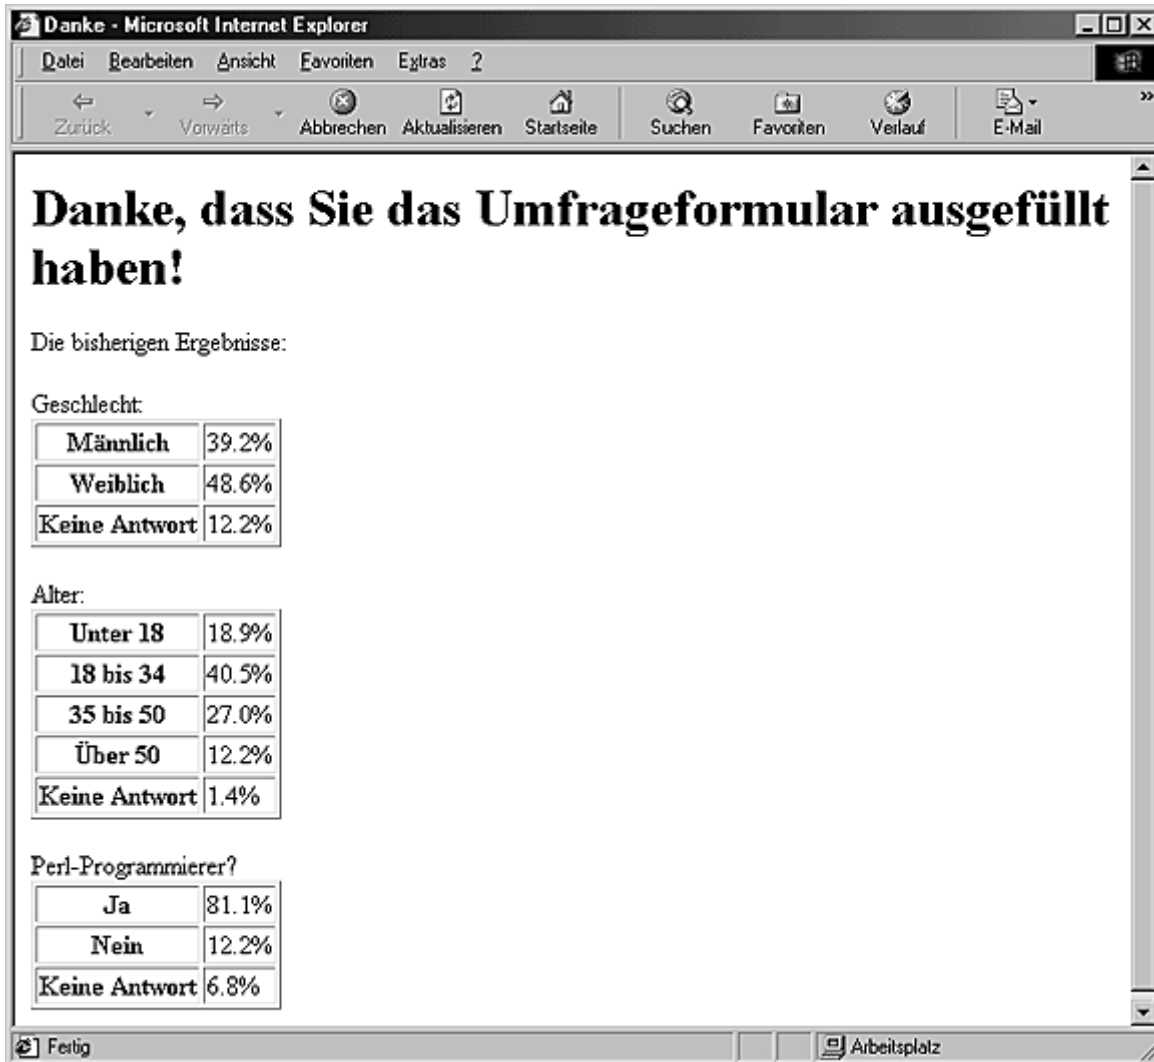 Danke - Microsoft Internet Explorer
Datei Bearbeiten Ansicht Favoriten Extras ?
Zurück Vorwärts Abbrechen Aktualisieren Startseite Suchen Favoriten Verlauf E-Mail »
Danke, dass Sie das Umfrageformular ausgefüllt
haben!
Die bisherigen Ergebnisse:
Geschlecht:
Männlich 39.2%
Weiblich 48.6%
Keine Antwort 12.2%
Alter:
Unter 18 18.9%
18 bis 34 40.5%
35 bis 50 27.0%
Über 50 12.2%
Keine Antwort 1.4%
Perl-Programmierer?
Ja 81.1%
Nein 12.2%
Keine Antwort 6.8%
Fertig Arbeitsplatz